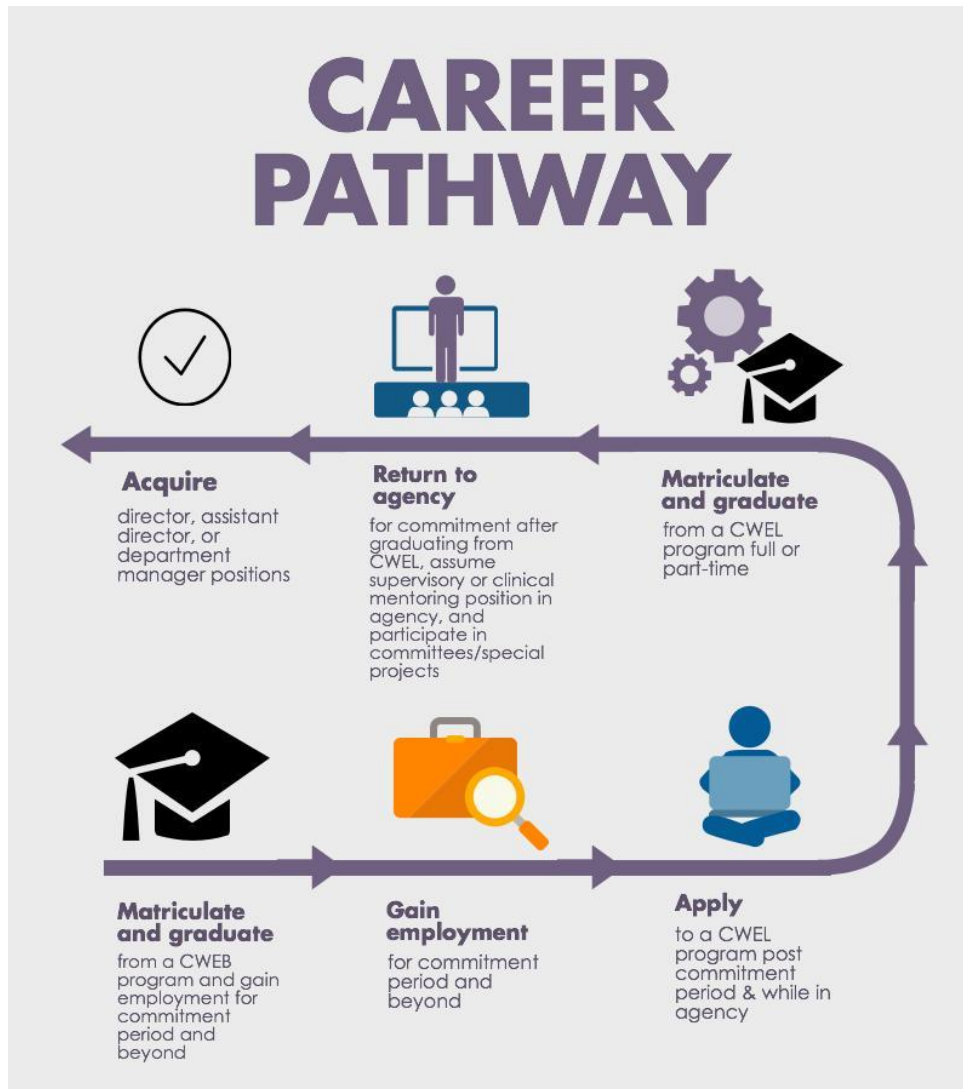 CAREER
PATHWAY
Acquire
director, assistant
director, or
department
manager positions
Return to
agency
for commitment after
graduating from
CWEL, assume
supervisory or clinical
mentoring position in
agency, and
participate in
committees/special
projects
Matriculate
and graduate
from a CWEL
program full or
part-time
Matriculate
and graduate
from a CWEB
program and gain
employment for
commitment
period and
beyond
Gain
employment
for commitment
period and
beyond
Apply
to a CWEL
program post
commitment
period & while in
agency